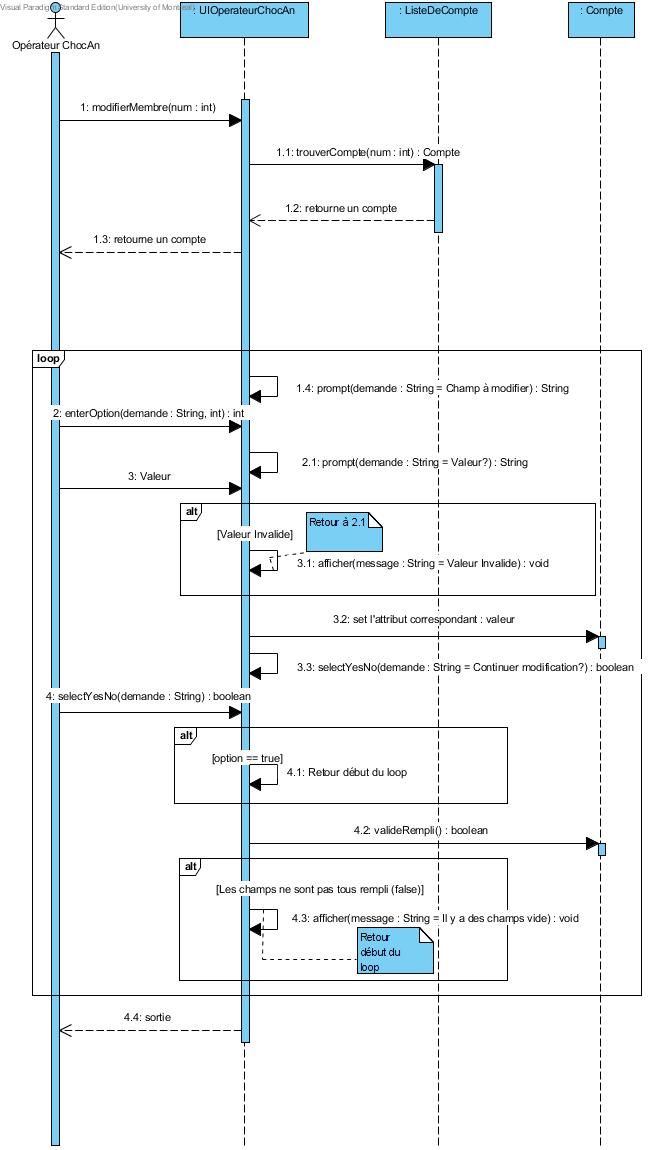 Visual Paradigm Standard Edition(University of Montreal)
: UIOperateurChocAn
: ListeDeCompte
: Compte
Opérateur ChocAn
1: modifierMembre(num : int)
1.1: trouverCompte(num : int) : Compte
1.2: retourne un compte
1.3: retourne un compte
loop
1.4: prompt(demande : String = Champ à modifier) : String
2: enterOption(demande : String, int) : int
2.1: prompt(demande : String = Valeur?) : String
3: Valeur
alt
Retour à 2.1
[Valeur Invalide]
3.1: afficher(message : String = Valeur Invalide) : void
3.2: set l'attribut correspondant : valeur
3.3: selectYesNo(demande : String = Continuer modification?) : boolean
4: selectYesNo(demande : String) : boolean
alt
[option == true]
4.1: Retour début du loop
4.2: valideRempli() : boolean
alt
[Les champs ne sont pas tous rempli (false)]
4.3: afficher(message : String = Il y a des champs vide) : void
Retour
début du
loop
4.4: sortie